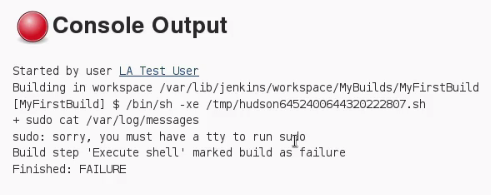 Console Output
Started by user LA Test User
Building in workspace /var/lib/jenkins/workspace/MyBuilds/MyFirstBuild
[MyFirstBuild] $ /bin/sh -xe /tmp/hudson6452400644320222807.sh
+ sudo cat /var/log/messages
sudo: sorry, you must have a tty to run sudo
Build step 'Execute shell' marked build as failure
Finished: FAILURE